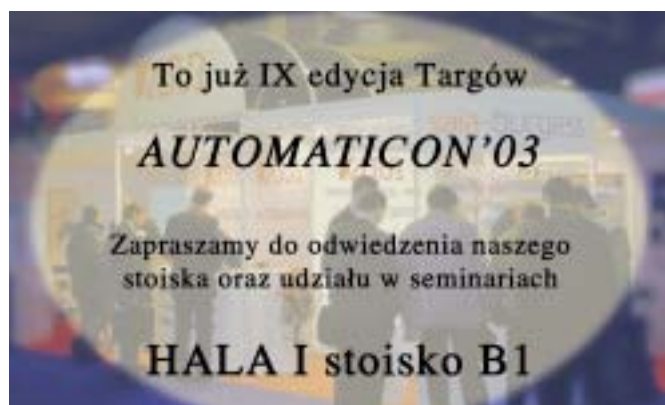 To już IX edycja Targów
AUTOMATICON'03
Zapraszamy do odwiedzenia naszego
stoiska oraz udziału w seminariach
HALA I stoisko B1